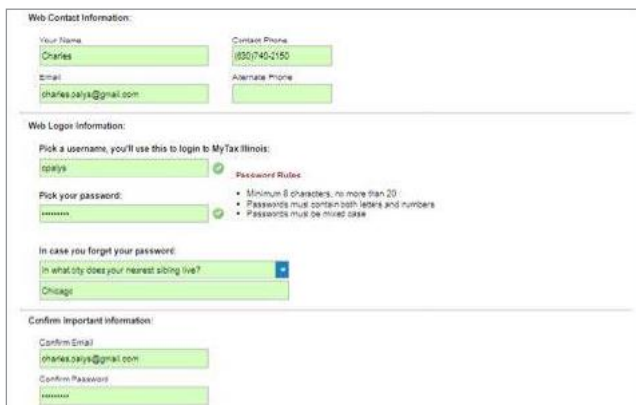 Web Contact Information:
Your Name
Contact Phone
Charles
(630)740-2150
Email
Alternate Phone
charles.palys@gmail.com
Web Logon Information:
Pick a username, you'll use this to login to MyTax Illinois:
cpalys
Password Rules
Pick your password:
• Minimum 8 characters, no more than 20
• Passwords must contain both letters and numbers
• Passwords must be mixed case
•••••••••
In case you forget your password:
In what city does your nearest sibling live?
Chicago
Confirm Important Information:
Confirm Email
charles.palys@gmail.com
Confirm Password
•••••••••